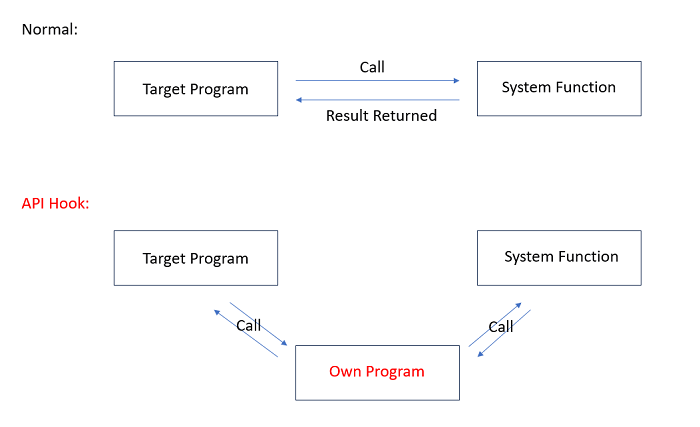 Normal:
Call
Target Program
System Function
Result Returned
API Hook:
Target Program
System Function
Call
Call
Own Program